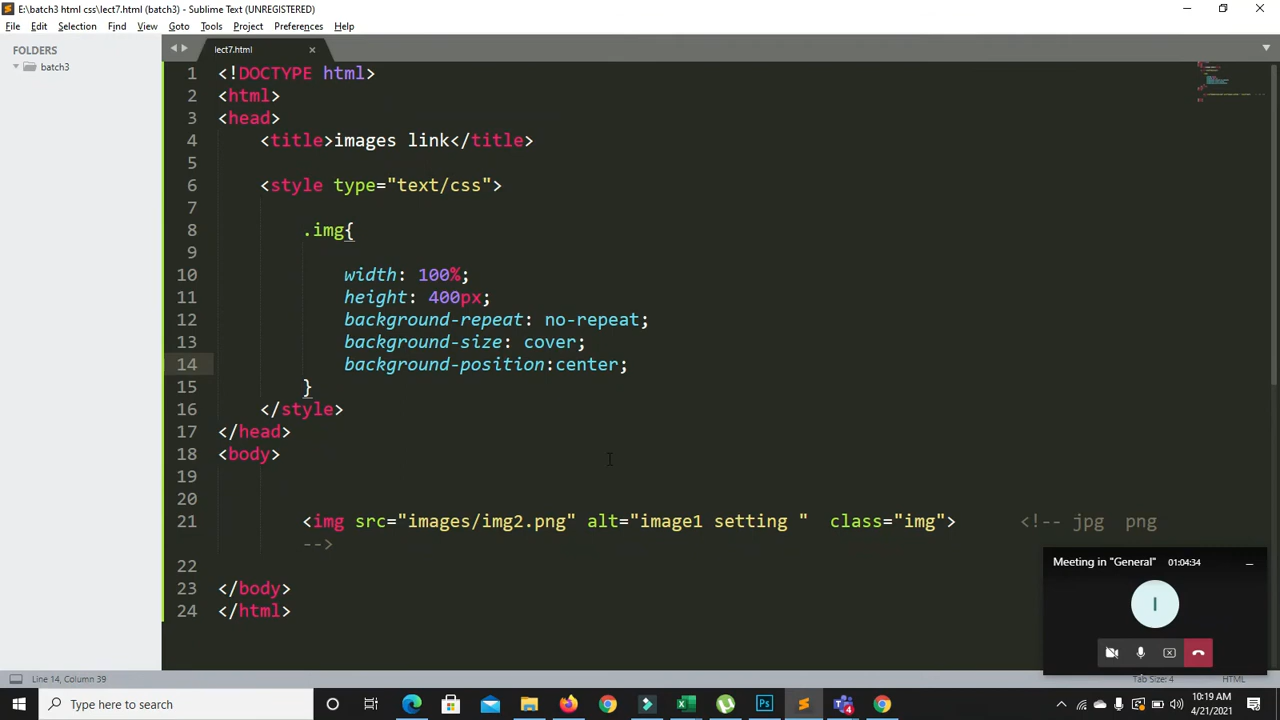 E:\batch3 html css\lect7.html (batch3) - Sublime Text (UNREGISTERED)
File Edit Selection Find View Goto Tools Project Preferences Help
FOLDERS
batch3
lect7.html
1 <!DOCTYPE html>
2 <html>
3 <head>
4 <title>images link</title>
5
6 <style type="text/css">
7
8 .img{
9
10 width: 100%;
11 height: 400px;
12 background-repeat: no-repeat;
13 background-size: cover;
14 background-position:center;
15 }
16 </style>
17 </head>
18 <body>
19
20
21 <img src="images/img2.png" alt="image1 setting " class="img"> <!-- jpg png
-->
22
23 </body>
24 </html>
Meeting in "General" 01:04:34
I
Line 14, Column 39
Tab Size: 4 HTML
Type here to search
10:19 AM
4/21/2021